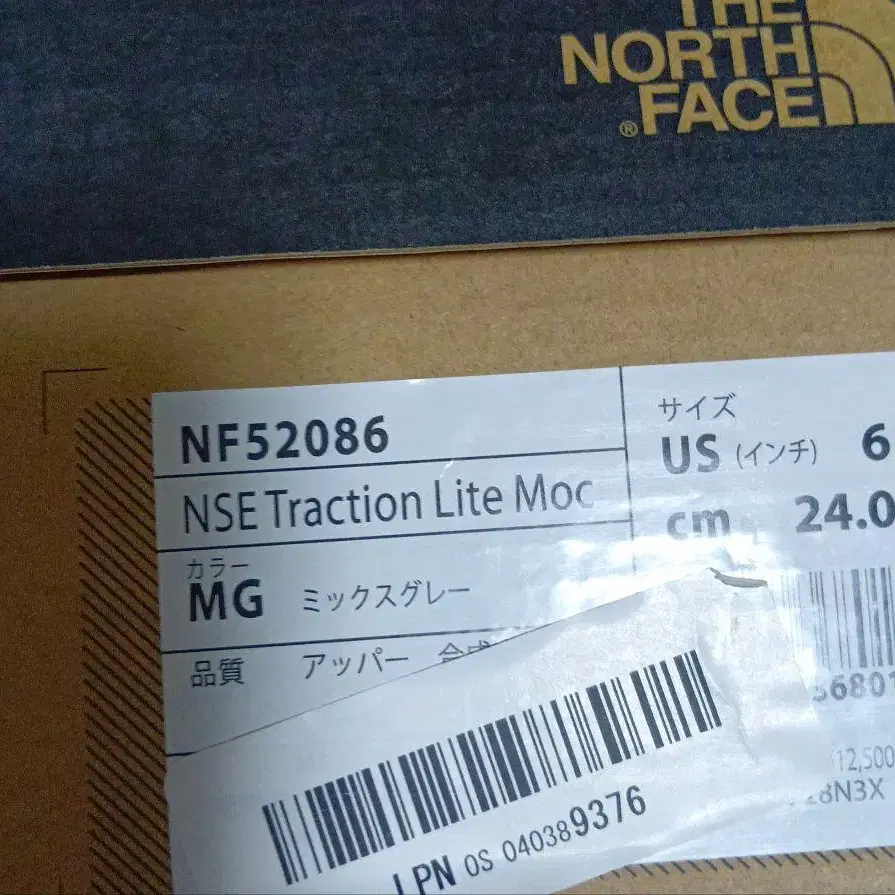 THE
NORTH
FACE
®
NF52086
NSE Traction Lite Moc
カラー
MG ミックスグレー
品質 アッパー
サイズ
US (インチ) 6
cm 24.0
12,500
LPN 0S 040389376